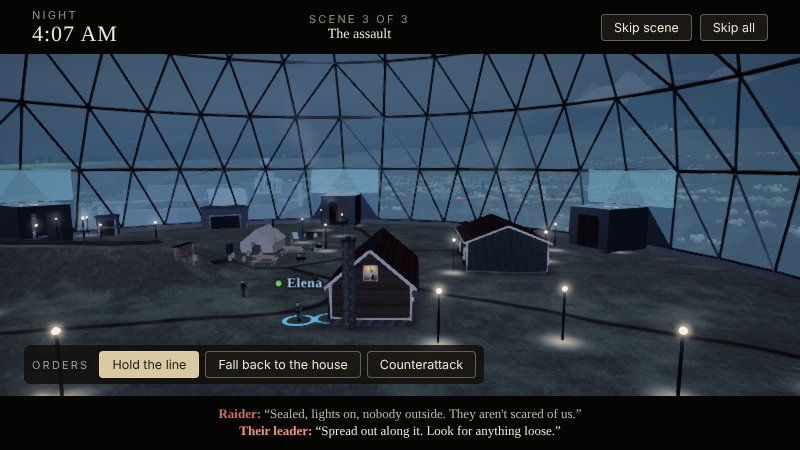 NIGHT
4:07 AM
SCENE 3 OF 3
The assault
Skip scene
Skip all
Elena
ORDERS
Hold the line
Fall back to the house
Counterattack
Raider: “Sealed, lights on, nobody outside. They aren't scared of us.”
Their leader: “Spread out along it. Look for anything loose.”